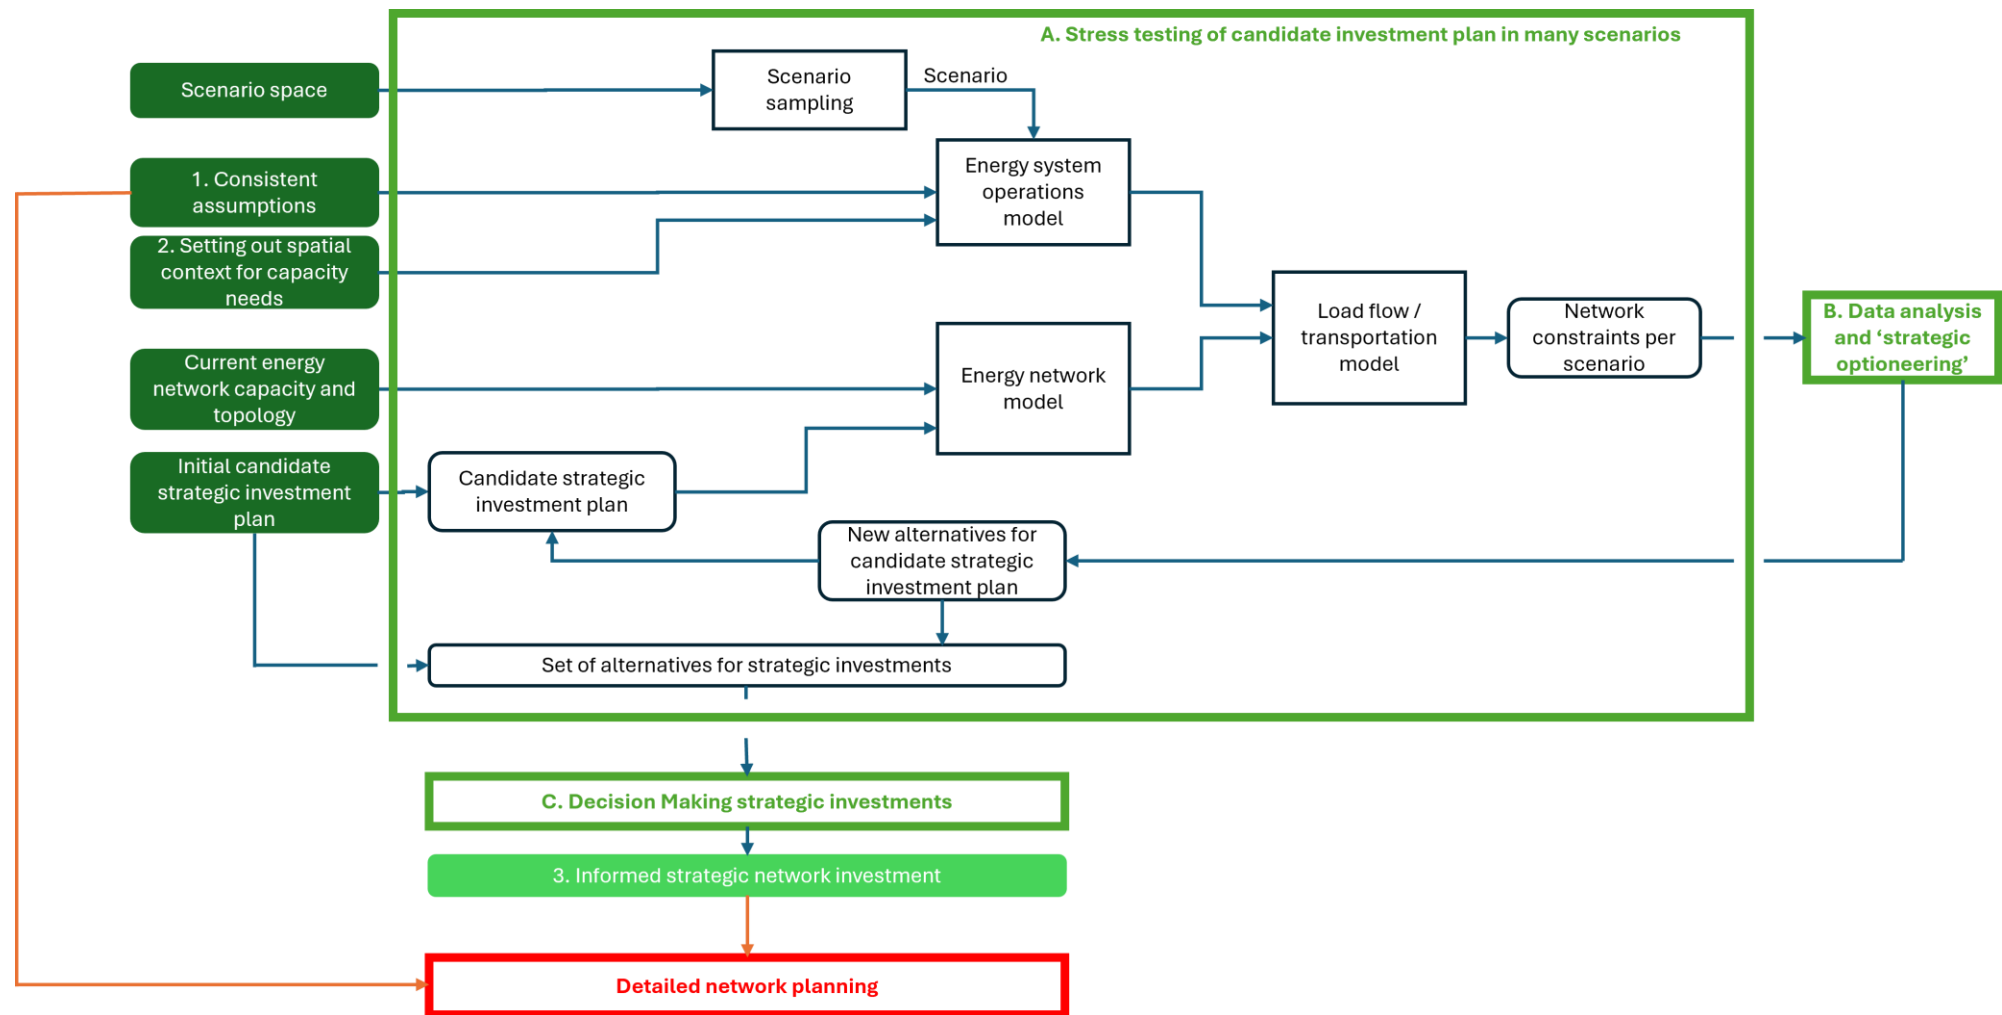 A. Stress testing of candidate investment plan in many scenarios
Scenario space
Scenario
sampling
Scenario
1. Consistent
assumptions
Energy system
operations
model
2. Setting out spatial
context for capacity
needs
Load flow /
transportation
model
Network
constraints per
scenario
B. Data analysis
and ‘strategic
optioneering’
Current energy
network capacity and
topology
Energy network
model
Initial candidate
strategic investment
plan
Candidate strategic
investment plan
New alternatives for
candidate strategic
investment plan
Set of alternatives for strategic investments
C. Decision Making strategic investments
3. Informed strategic network investment
Detailed network planning